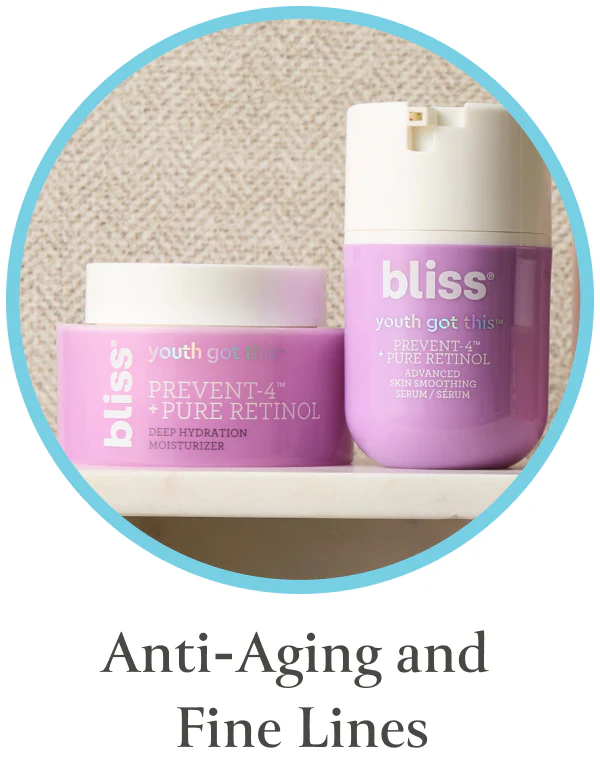 bliss®
youth got this™
PREVENT-4™
+ PURE RETINOL
DEEP HYDRATION
MOISTURIZER
bliss®
youth got this™
PREVENT-4™
+ PURE RETINOL
ADVANCED
SKIN SMOOTHING
SERUM / SÉRUM
Anti-Aging and
Fine Lines